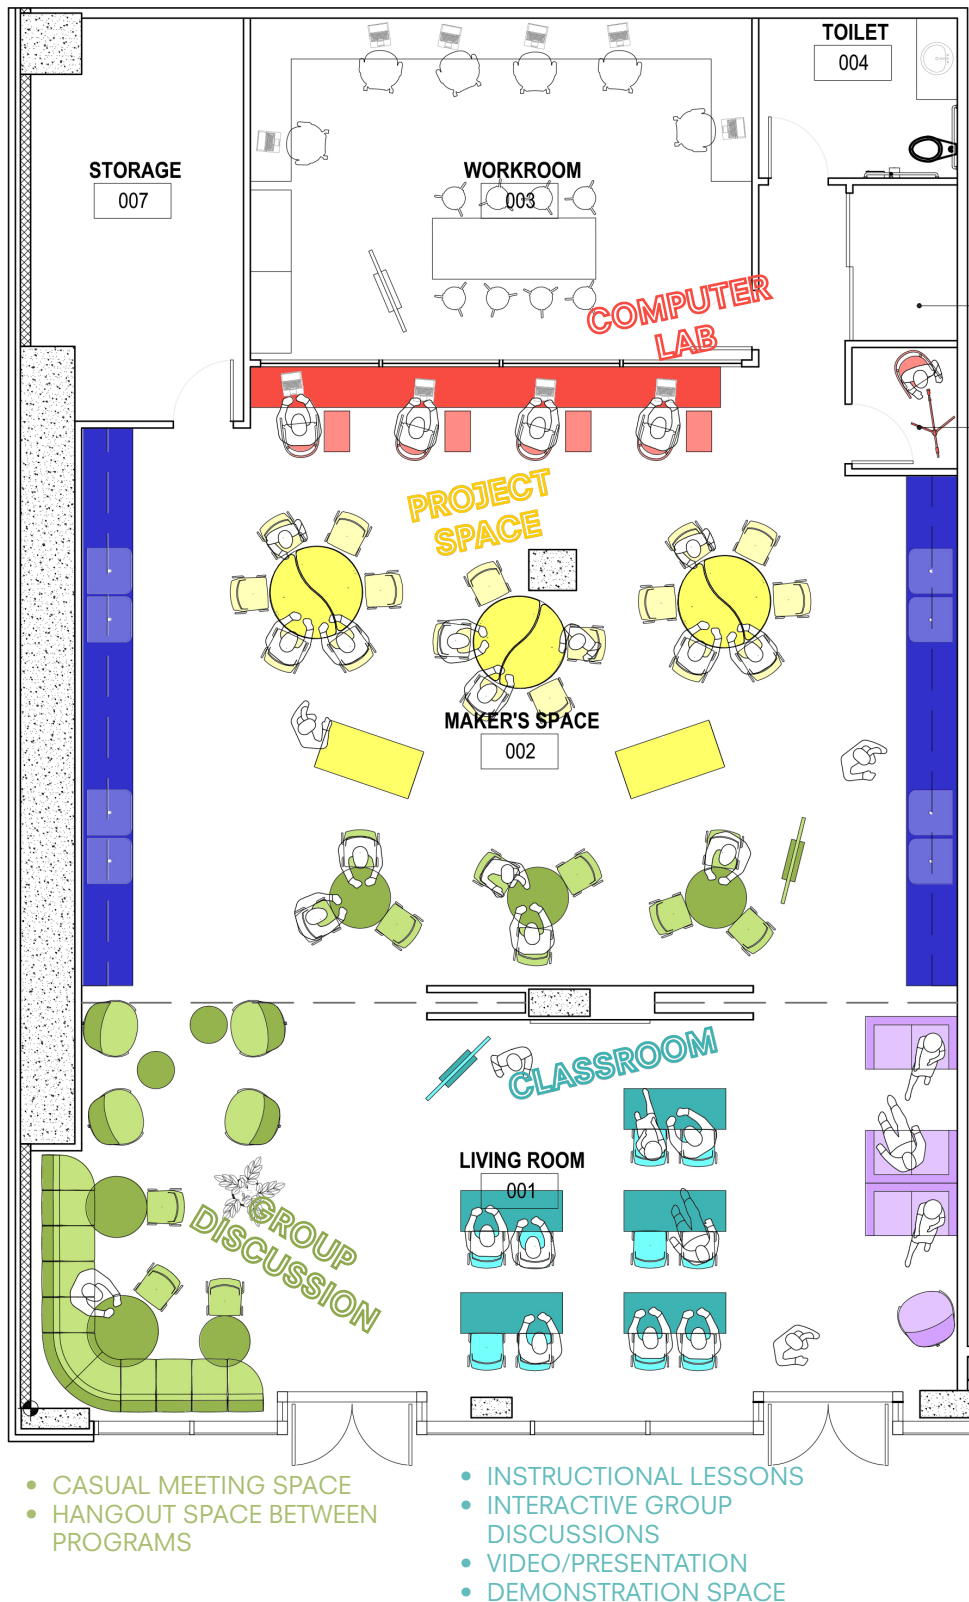 TOILET
004
STORAGE
007
WORKROOM
003
COMPUTER
LAB
PROJECT
SPACE
MAKER'S SPACE
002
CLASSROOM
LIVING ROOM
001
GROUP
DISCUSSION
• CASUAL MEETING SPACE
• HANGOUT SPACE BETWEEN
PROGRAMS
• INSTRUCTIONAL LESSONS
• INTERACTIVE GROUP
DISCUSSIONS
• VIDEO/PRESENTATION
• DEMONSTRATION SPACE